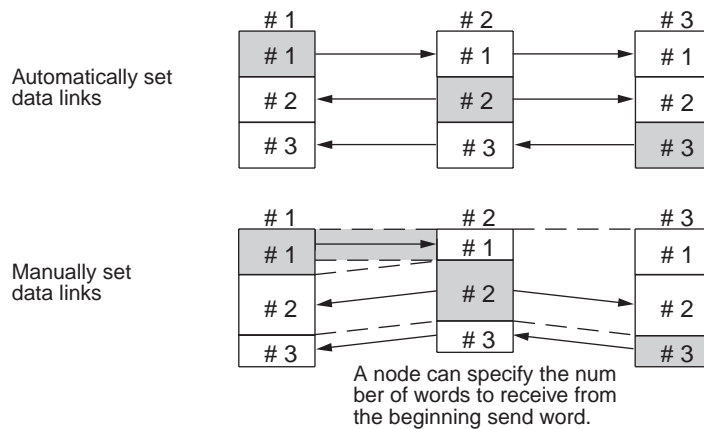 # 1 # 2 # 3
Automatically set
data links
# 1 # 1 # 1
# 2 # 2 # 2
# 3 # 3 # 3
# 1 # 2 # 3
Manually set
data links
# 1 # 1 # 1
# 2 # 2 # 2
# 3 # 3 # 3
A node can specify the num
ber of words to receive from
the beginning send word.